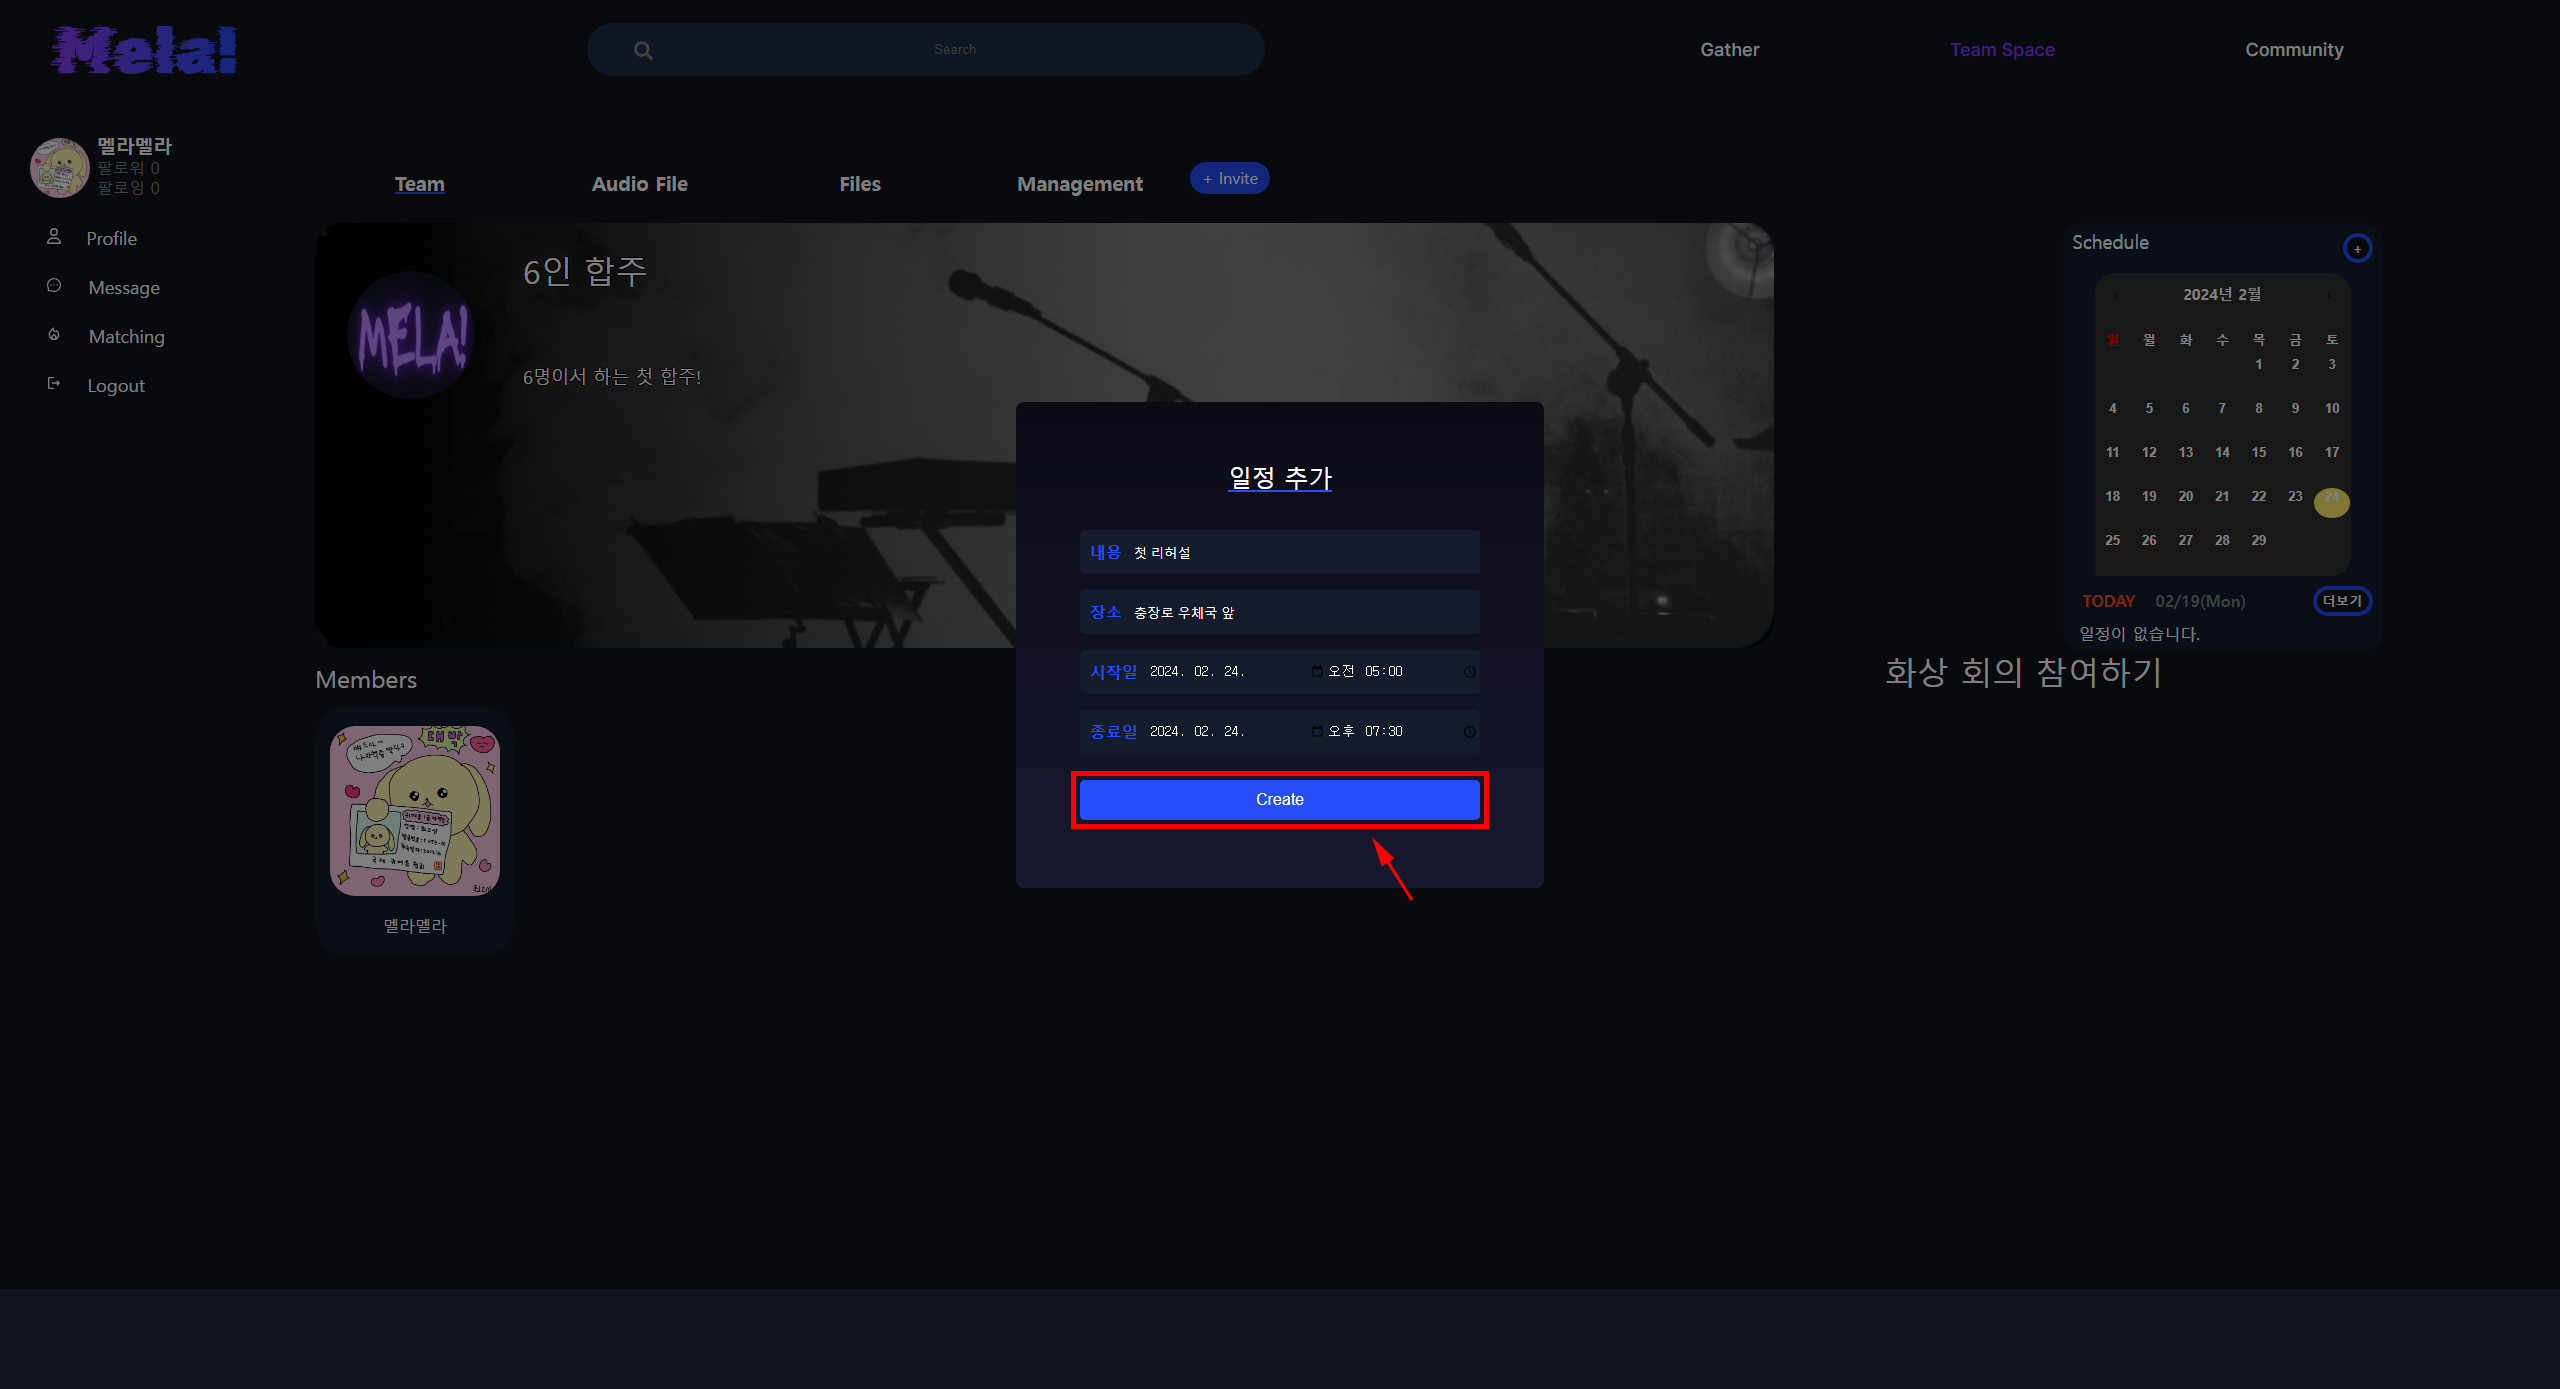 Mela!
Search
Gather
Team Space
Community
멜라멜라
팔로워 0
팔로잉 0
Profile
Message
Matching
Logout
Team
Audio File
Files
Management
+ Invite
MELA!
6인 합주
6명이서 하는 첫 합주!
Schedule
+
2024년 2월
일 월 화 수 목 금 토
1 2 3
4 5 6 7 8 9 10
11 12 13 14 15 16 17
18 19 20 21 22 23 24
25 26 27 28 29
TODAY 02/19(Mon) 더보기
일정이 없습니다.
화상 회의 참여하기
일정 추가
내용 첫 리허설
장소 충장로 우체국 앞
시작일 2024. 02. 24. 오전 05:00
종료일 2024. 02. 24. 오후 07:30
Create
Members
대박
멜라멜라